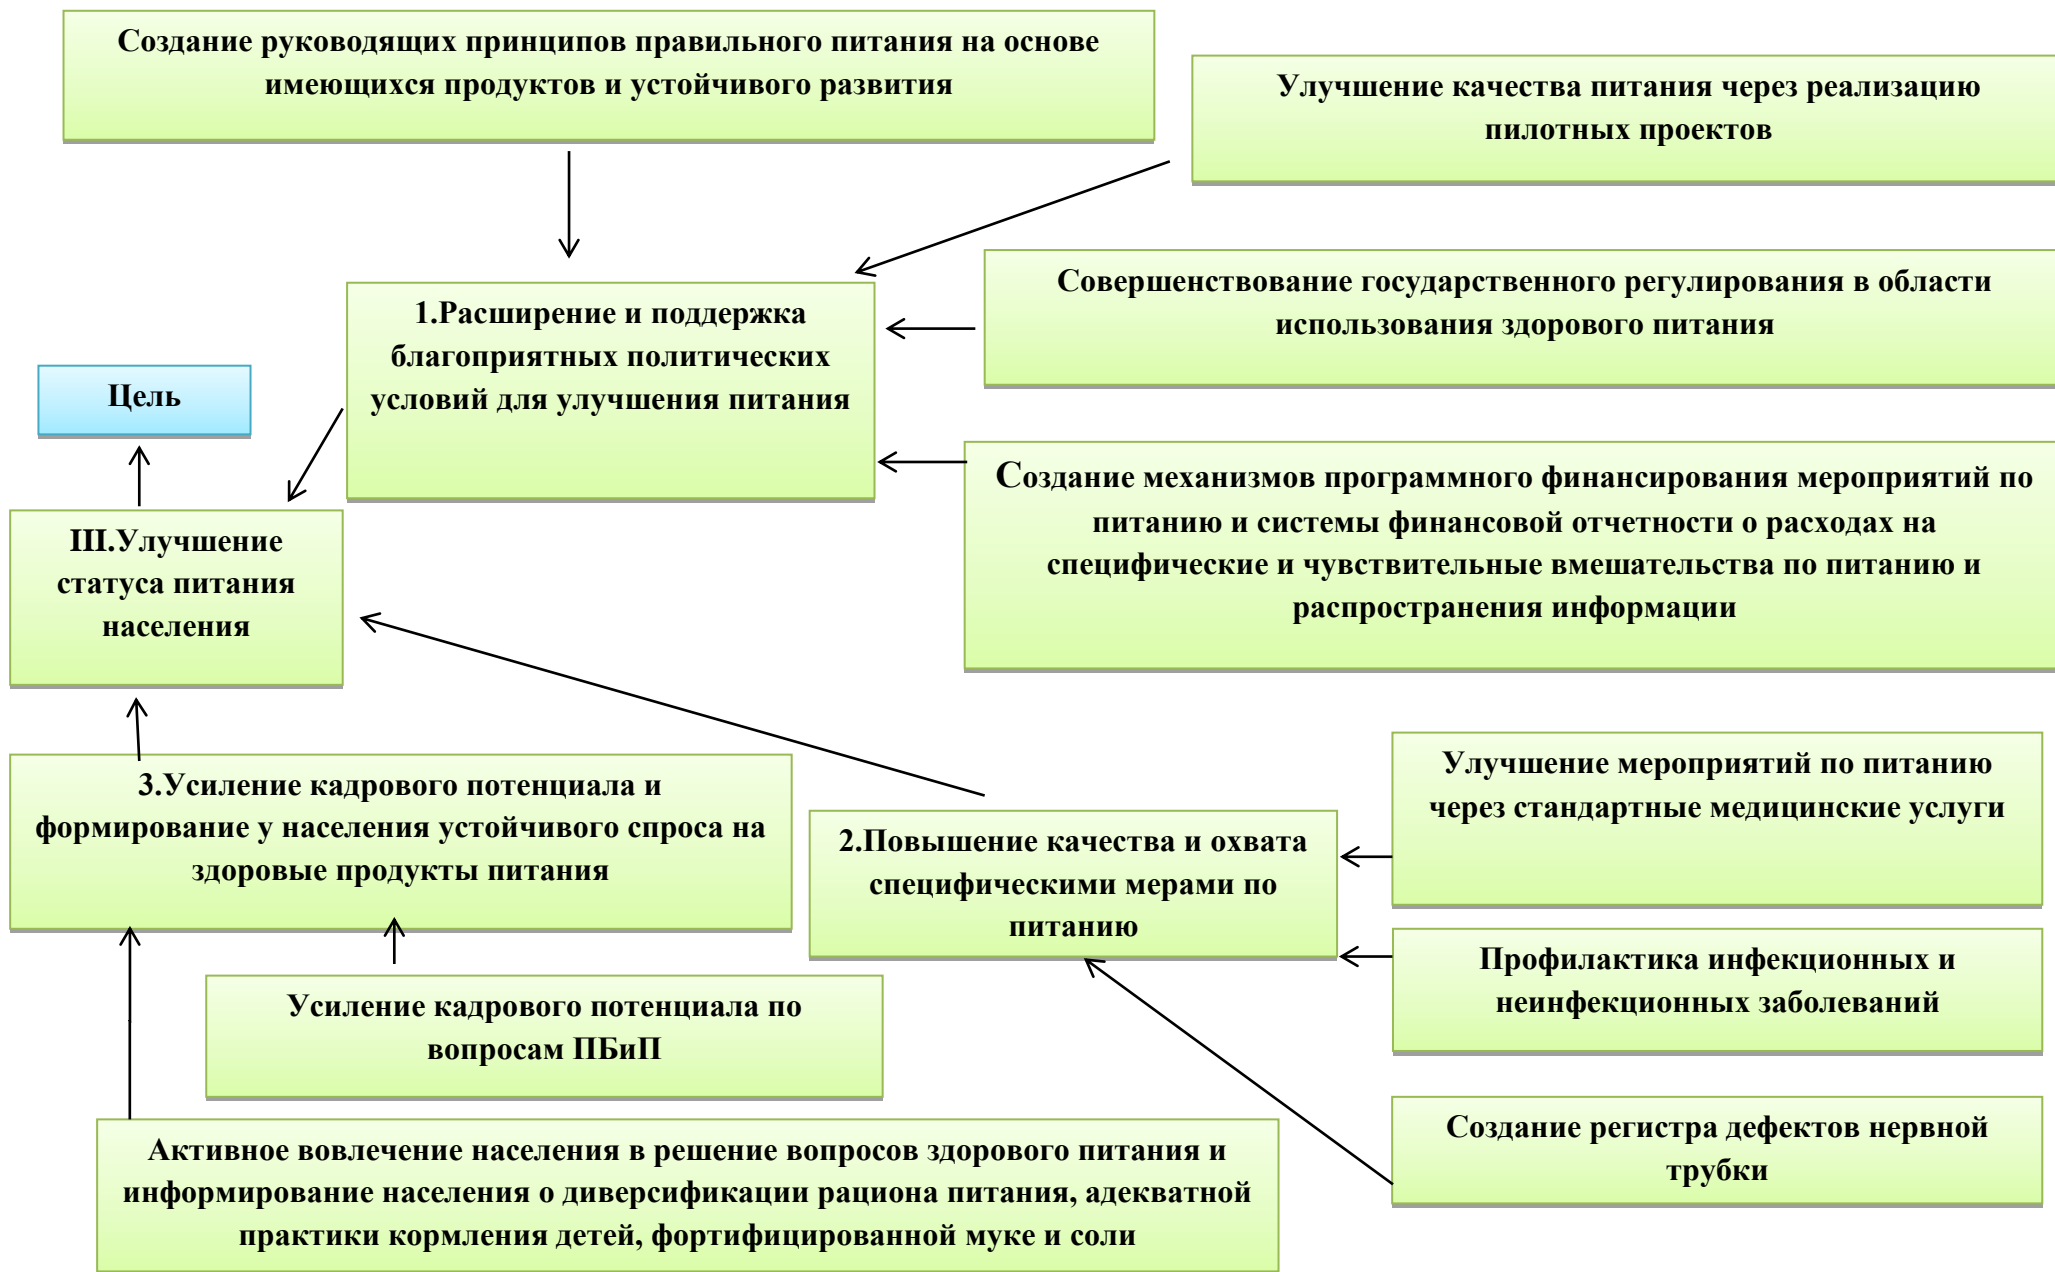 Создание руководящих принципов правильного питания на основе
имеющихся продуктов и устойчивого развития
Улучшение качества питания через реализацию
пилотных проектов
Совершенствование государственного регулирования в области
использования здорового питания
1.Расширение и поддержка
благоприятных политических
условий для улучшения питания
Цель
Создание механизмов программного финансирования мероприятий по
питанию и системы финансовой отчетности о расходах на
специфические и чувствительные вмешательства по питанию и
распространения информации
III.Улучшение
статуса питания
населения
3.Усиление кадрового потенциала и
формирование у населения устойчивого спроса на
здоровые продукты питания
2.Повышение качества и охвата
специфическими мерами по
питанию
Улучшение мероприятий по питанию
через стандартные медицинские услуги
Профилактика инфекционных и
неинфекционных заболеваний
Усиление кадрового потенциала по
вопросам ПБиП
Создание регистра дефектов нервной
трубки
Активное вовлечение населения в решение вопросов здорового питания и
информирование населения о диверсификации рациона питания, адекватной
практики кормления детей, фортифицированной муке и соли